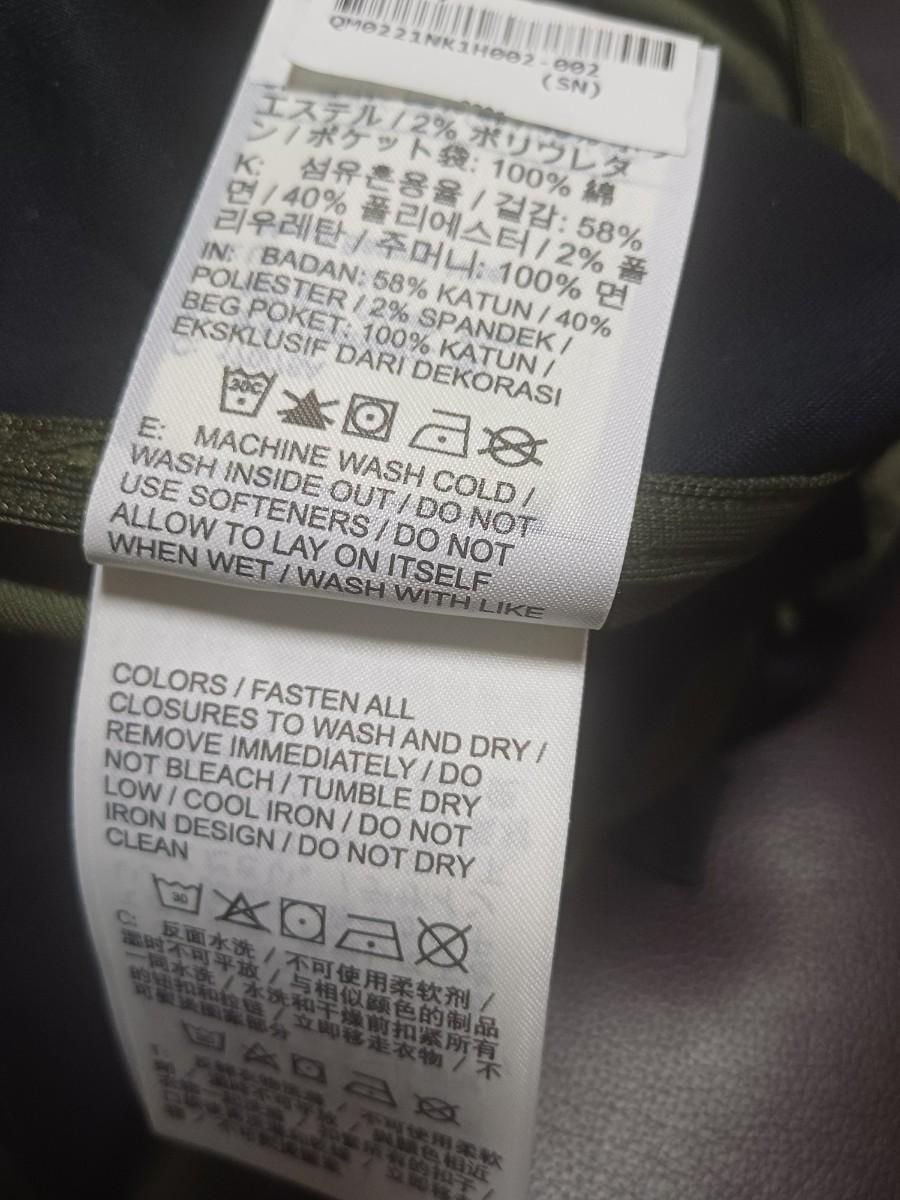 QM0221NK1H002-002
(SN)
エステル / 2% ポリウレタ
ン / ポケット袋: 100% 綿
K: 섬유혼용율 / 겉감: 58%
면 / 40% 폴리에스터 / 2% 폴
리우레탄 / 주머니: 100% 면
IN: BADAN: 58% KATUN / 40%
POLIESTER / 2% SPANDEK /
BEG POKET: 100% KATUN /
EKSKLUSIF DARI DEKORASI
30C
E: MACHINE WASH COLD /
WASH INSIDE OUT / DO NOT
USE SOFTENERS / DO NOT
ALLOW TO LAY ON ITSELF
WHEN WET / WASH WITH LIKE
COLORS / FASTEN ALL
CLOSURES TO WASH AND DRY /
REMOVE IMMEDIATELY / DO
NOT BLEACH / TUMBLE DRY
LOW / COOL IRON / DO NOT
IRON DESIGN / DO NOT DRY
CLEAN
30
C: 反面水洗 / 不可使用柔软剂 /
湿时不可平放 / 与相似颜色的制品
一同水洗 / 水洗和干燥前扣紧所有
的钮扣和拉链 / 立即移走衣物 / 不
可熨烫图案部分